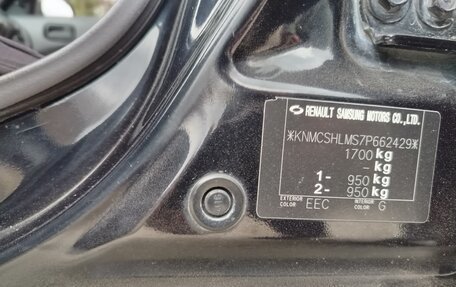 RENAULT SAMSUNG MOTORS CO.,LTD.
*KNMCSHLMS7P662429*
1700 kg
- kg
1- 950 kg
2- 950 kg
EXTERIOR COLOR EEC INTERIOR COLOR G